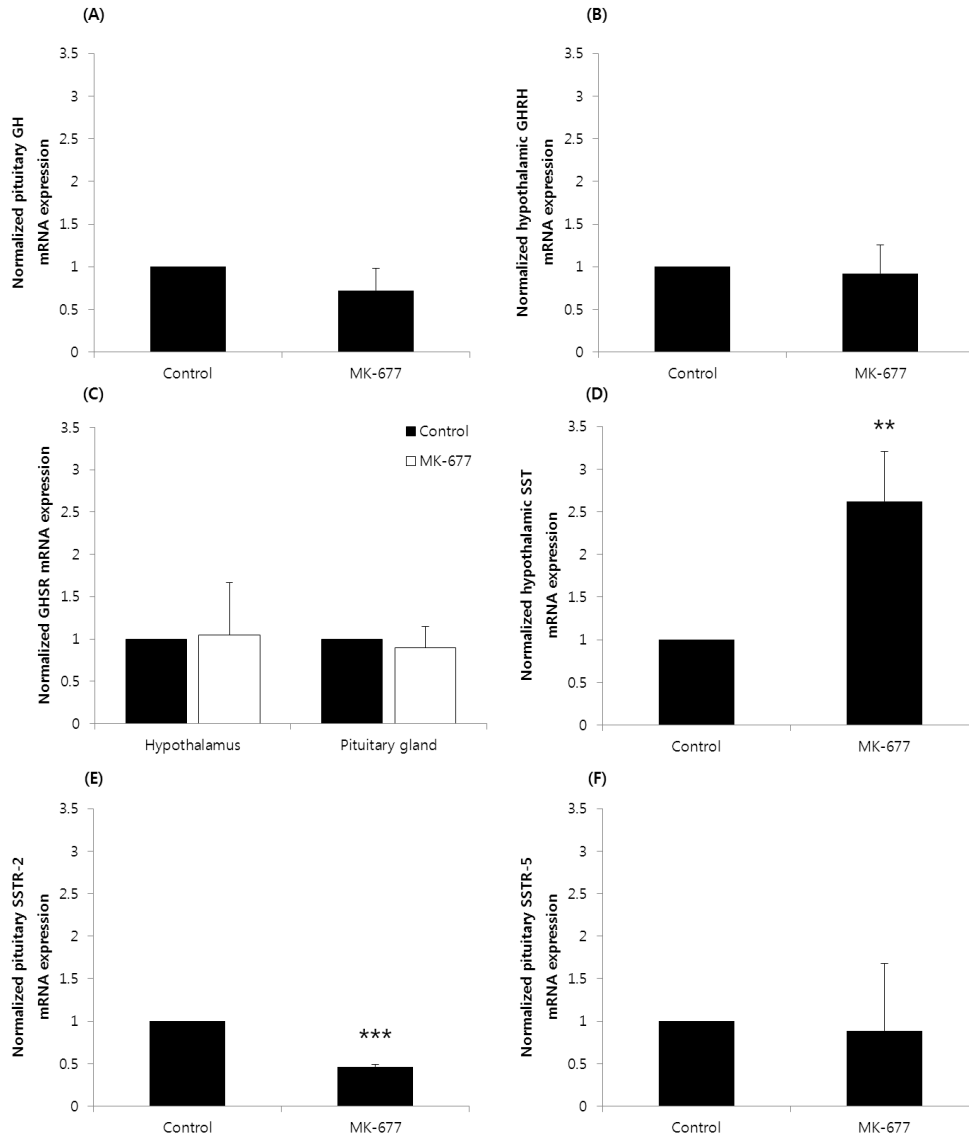 (A)
Normalized pituitary GH
mRNA expression
3.5
3
2.5
2
1.5
1
0.5
0
Control
MK-677
(B)
Normalized hypothalamic GHRH
mRNA expression
3.5
3
2.5
2
1.5
1
0.5
0
Control
MK-677
(C)
Normalized GHSR mRNA expression
3.5
3
2.5
2
1.5
1
0.5
0
Control
MK-677
Hypothalamus
Pituitary gland
(D)
Normalized hypothalamic SST
mRNA expression
3.5
3
2.5
2
1.5
1
0.5
0
**
Control
MK-677
(E)
Normalized pituitary SSTR-2
mRNA expression
3.5
3
2.5
2
1.5
1
0.5
0
***
Control
MK-677
(F)
Normalized pituitary SSTR-5
mRNA expression
3.5
3
2.5
2
1.5
1
0.5
0
Control
MK-677